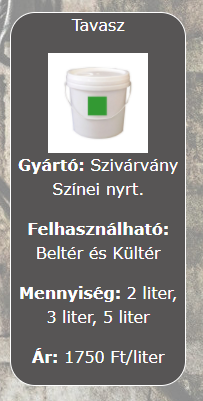 Tavasz
Gyártó: Szivárvány
Színei nyrt.
Felhasználható:
Beltér és Kültér
Mennyiség: 2 liter,
3 liter, 5 liter
Ár: 1750 Ft/liter